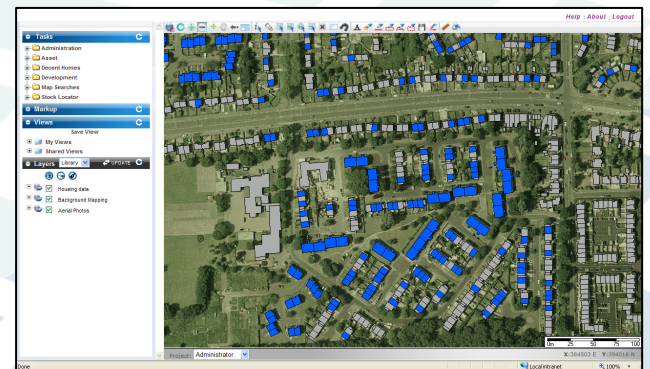 Help : About : Logout
Tasks
Administration
Asset
Decent Homes
Development
Map Searches
Stock Locator
Markup
Views
Save View
My Views
Shared Views
Layers Library UPDATE
Housing data
Background Mapping
Aerial Photos
0m 25 50 75 100
Project: Administrator X:384503 E Y:394016 N
Done Local intranet 100%